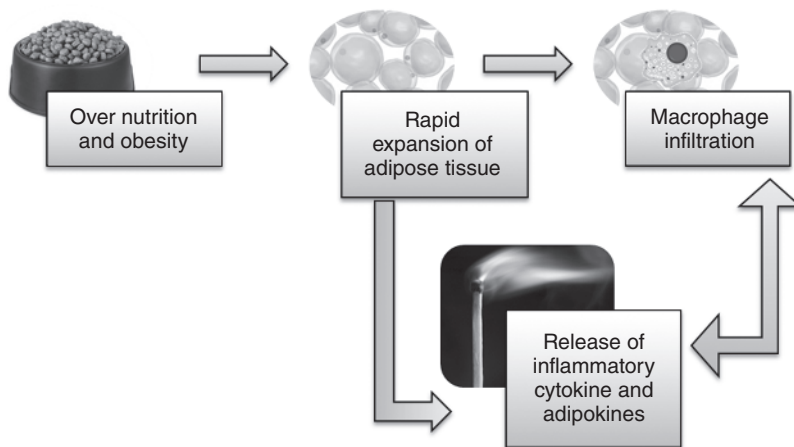 Over nutrition
and obesity
Rapid
expansion of
adipose tissue
Macrophage
infiltration
Release of
inflammatory
cytokine and
adipokines